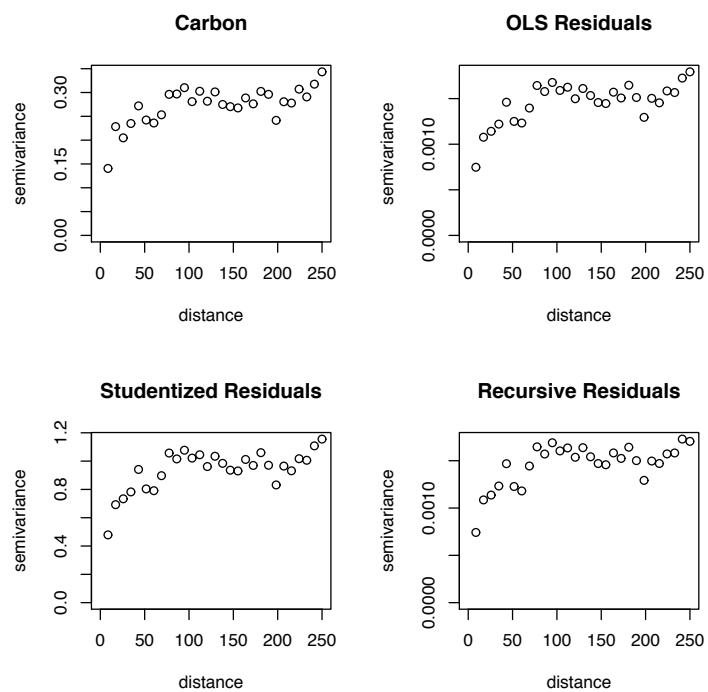 Carbon
semivariance
0.00 0.15 0.30
0 50 100 150 200 250
distance
OLS Residuals
semivariance
0.0000 0.0010
0 50 100 150 200 250
distance
Studentized Residuals
semivariance
0.0 0.4 0.8 1.2
0 50 100 150 200 250
distance
Recursive Residuals
semivariance
0.0000 0.0010
0 50 100 150 200 250
distance